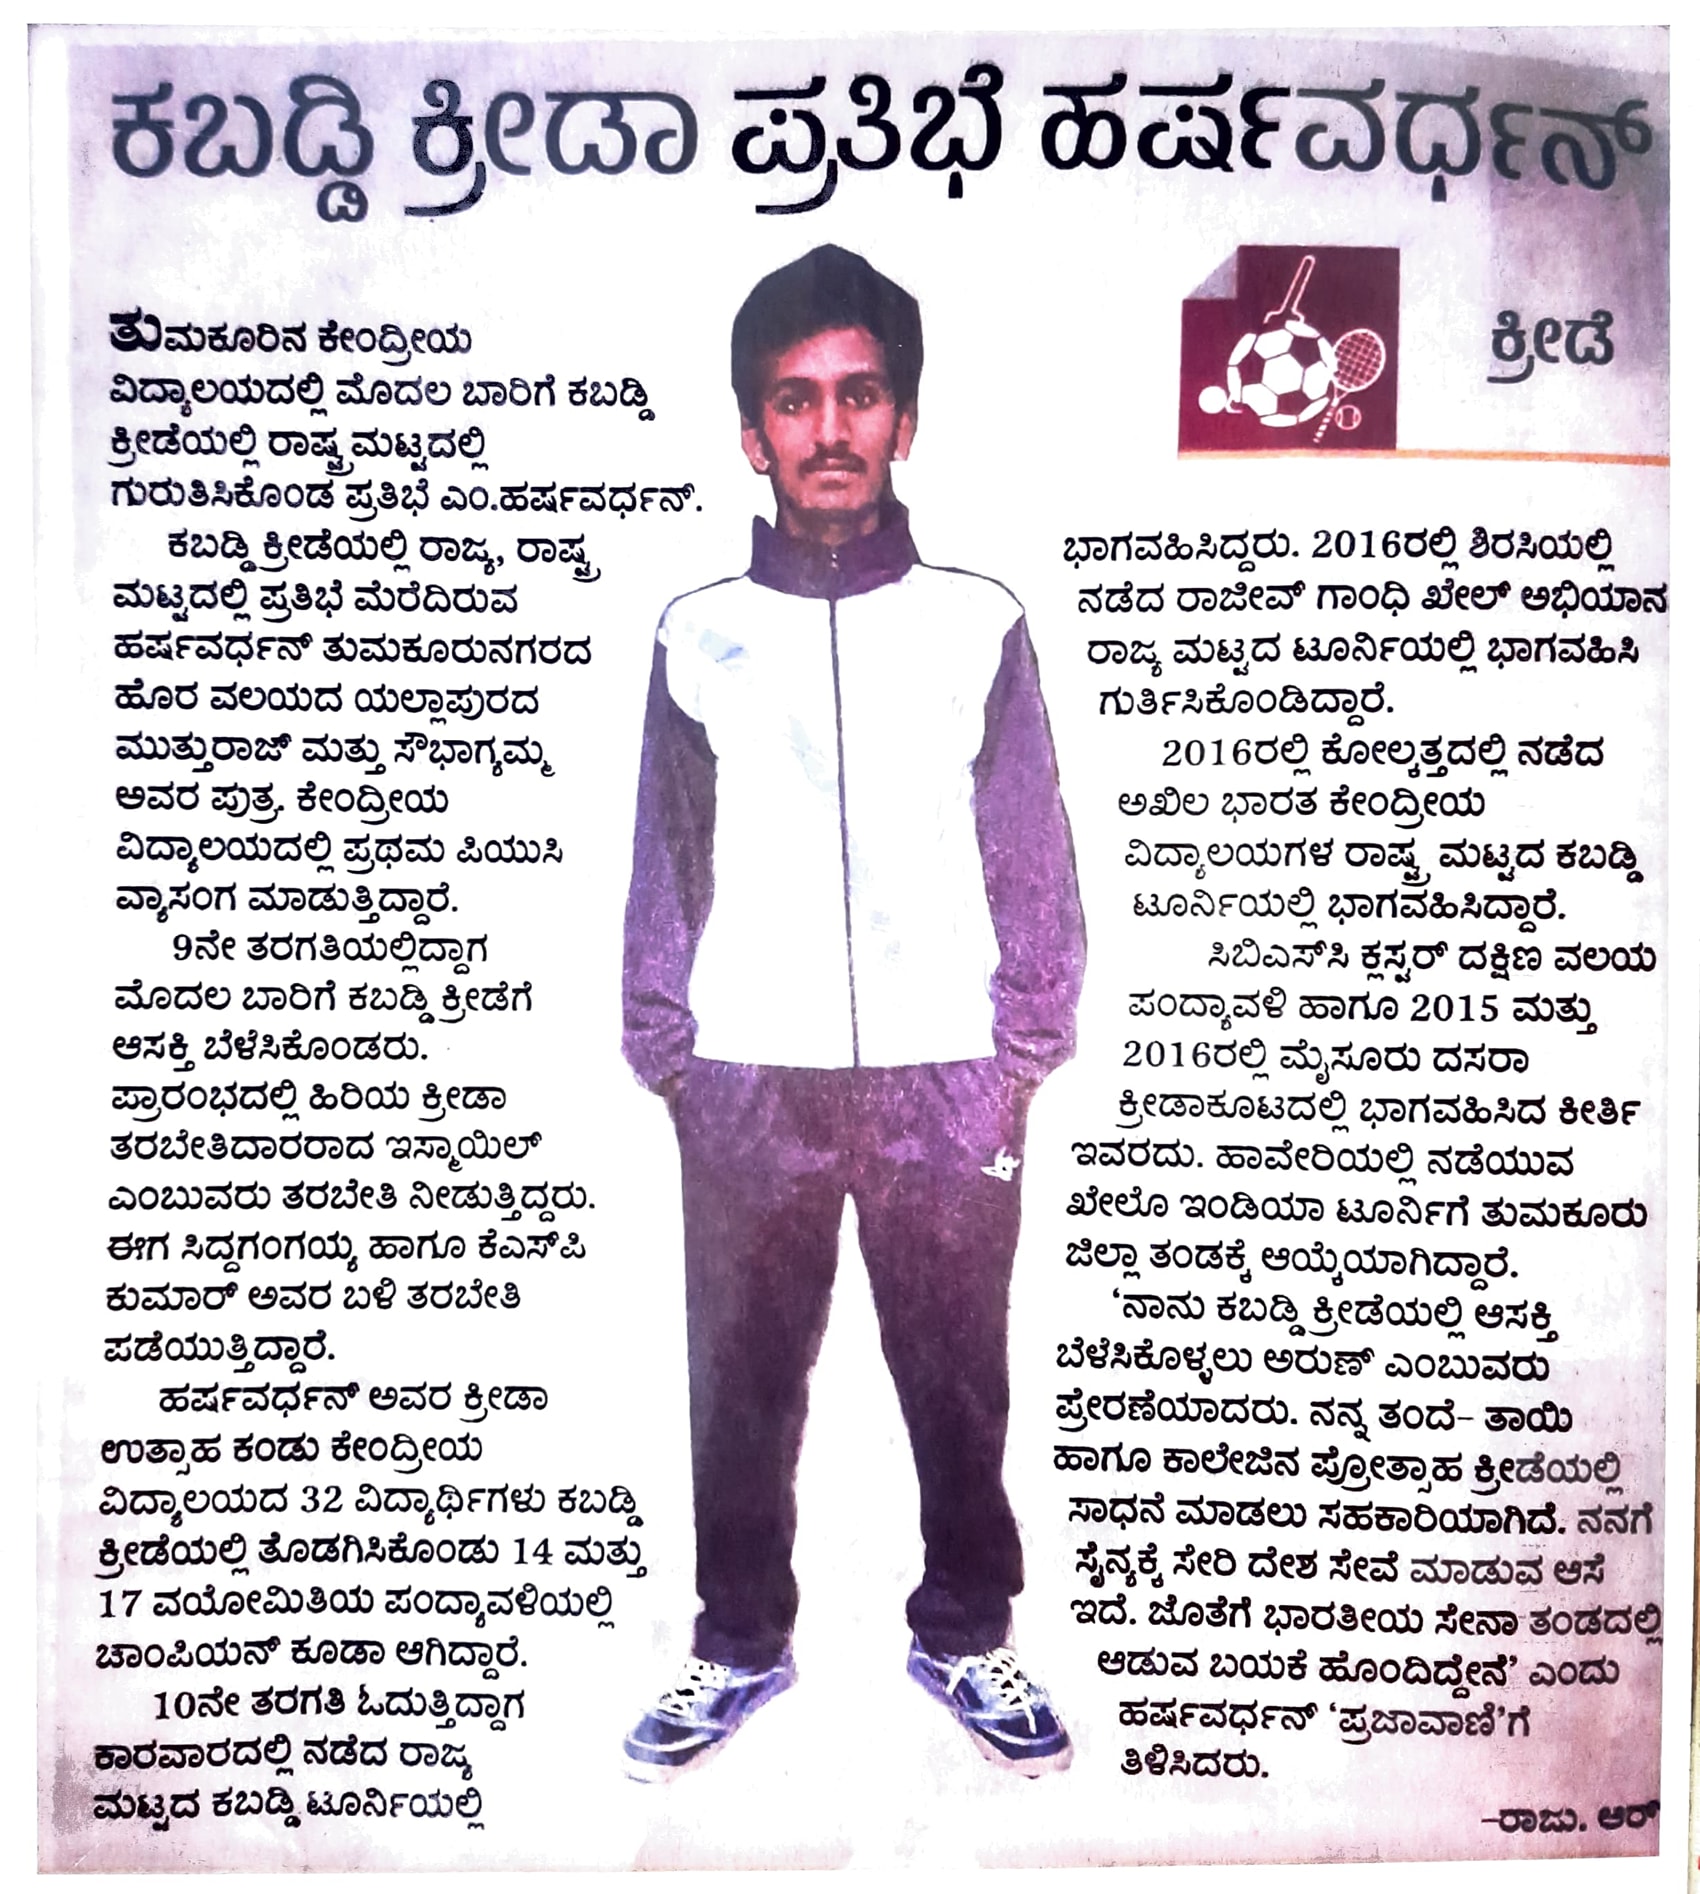 ಕಬಡ್ಡಿ ಕ್ರೀಡಾ ಪ್ರತಿಭೆ ಹರ್ಷವರ್ಧನ್
ಕ್ರೀಡೆ
ತುಮಕೂರಿನ ಕೇಂದ್ರೀಯ
ವಿದ್ಯಾಲಯದಲ್ಲಿ ಮೊದಲ ಬಾರಿಗೆ ಕಬಡ್ಡಿ
ಕ್ರೀಡೆಯಲ್ಲಿ ರಾಷ್ಟ್ರಮಟ್ಟದಲ್ಲಿ
ಗುರುತಿಸಿಕೊಂಡ ಪ್ರತಿಭೆ ಎಂ.ಹರ್ಷವರ್ಧನ್.
ಕಬಡ್ಡಿ ಕ್ರೀಡೆಯಲ್ಲಿ ರಾಜ್ಯ, ರಾಷ್ಟ್ರ
ಮಟ್ಟದಲ್ಲಿ ಪ್ರತಿಭೆ ಮೆರೆದಿರುವ
ಹರ್ಷವರ್ಧನ್ ತುಮಕೂರುನಗರದ
ಹೊರ ವಲಯದ ಯಲ್ಲಾಪುರದ
ಮುತ್ತುರಾಜ್ ಮತ್ತು ಸೌಭಾಗ್ಯಮ್ಮ
ಅವರ ಪುತ್ರ. ಕೇಂದ್ರೀಯ
ವಿದ್ಯಾಲಯದಲ್ಲಿ ಪ್ರಥಮ ಪಿಯುಸಿ
ವ್ಯಾಸಂಗ ಮಾಡುತ್ತಿದ್ದಾರೆ.
9ನೇ ತರಗತಿಯಲ್ಲಿದ್ದಾಗ
ಮೊದಲ ಬಾರಿಗೆ ಕಬಡ್ಡಿ ಕ್ರೀಡೆಗೆ
ಆಸಕ್ತಿ ಬೆಳೆಸಿಕೊಂಡರು.
ಪ್ರಾರಂಭದಲ್ಲಿ ಹಿರಿಯ ಕ್ರೀಡಾ
ತರಬೇತಿದಾರರಾದ ಇಸ್ಮಾಯಿಲ್
ಎಂಬುವರು ತರಬೇತಿ ನೀಡುತ್ತಿದ್ದರು.
ಈಗ ಸಿದ್ದಗಂಗಯ್ಯ ಹಾಗೂ ಕೆಎಸ್‌ಪಿ
ಕುಮಾರ್ ಅವರ ಬಳಿ ತರಬೇತಿ
ಪಡೆಯುತ್ತಿದ್ದಾರೆ.
ಹರ್ಷವರ್ಧನ್ ಅವರ ಕ್ರೀಡಾ
ಉತ್ಸಾಹ ಕಂಡು ಕೇಂದ್ರೀಯ
ವಿದ್ಯಾಲಯದ 32 ವಿದ್ಯಾರ್ಥಿಗಳು ಕಬಡ್ಡಿ
ಕ್ರೀಡೆಯಲ್ಲಿ ತೊಡಗಿಸಿಕೊಂಡು 14 ಮತ್ತು
17 ವಯೋಮಿತಿಯ ಪಂದ್ಯಾವಳಿಯಲ್ಲಿ
ಚಾಂಪಿಯನ್ ಕೂಡಾ ಆಗಿದ್ದಾರೆ.
10ನೇ ತರಗತಿ ಓದುತ್ತಿದ್ದಾಗ
ಕಾರವಾರದಲ್ಲಿ ನಡೆದ ರಾಜ್ಯ
ಮಟ್ಟದ ಕಬಡ್ಡಿ ಟೂರ್ನಿಯಲ್ಲಿ
ಭಾಗವಹಿಸಿದ್ದರು. 2016ರಲ್ಲಿ ಶಿರಸಿಯಲ್ಲಿ
ನಡೆದ ರಾಜೀವ್ ಗಾಂಧಿ ಖೇಲ್ ಅಭಿಯಾನ
ರಾಜ್ಯ ಮಟ್ಟದ ಟೂರ್ನಿಯಲ್ಲಿ ಭಾಗವಹಿಸಿ
ಗುರ್ತಿಸಿಕೊಂಡಿದ್ದಾರೆ.
2016ರಲ್ಲಿ ಕೋಲ್ಕತ್ತದಲ್ಲಿ ನಡೆದ
ಅಖಿಲ ಭಾರತ ಕೇಂದ್ರೀಯ
ವಿದ್ಯಾಲಯಗಳ ರಾಷ್ಟ್ರ ಮಟ್ಟದ ಕಬಡ್ಡಿ
ಟೂರ್ನಿಯಲ್ಲಿ ಭಾಗವಹಿಸಿದ್ದಾರೆ.
ಸಿಬಿಎಸ್‌ಸಿ ಕ್ಲಸ್ಟರ್ ದಕ್ಷಿಣ ವಲಯ
ಪಂದ್ಯಾವಳಿ ಹಾಗೂ 2015 ಮತ್ತು
2016ರಲ್ಲಿ ಮೈಸೂರು ದಸರಾ
ಕ್ರೀಡಾಕೂಟದಲ್ಲಿ ಭಾಗವಹಿಸಿದ ಕೀರ್ತಿ
ಇವರದು. ಹಾವೇರಿಯಲ್ಲಿ ನಡೆಯುವ
ಖೇಲೊ ಇಂಡಿಯಾ ಟೂರ್ನಿಗೆ ತುಮಕೂರು
ಜಿಲ್ಲಾ ತಂಡಕ್ಕೆ ಆಯ್ಕೆಯಾಗಿದ್ದಾರೆ.
‘ನಾನು ಕಬಡ್ಡಿ ಕ್ರೀಡೆಯಲ್ಲಿ ಆಸಕ್ತಿ
ಬೆಳೆಸಿಕೊಳ್ಳಲು ಅರುಣ್ ಎಂಬುವರು
ಪ್ರೇರಣೆಯಾದರು. ನನ್ನ ತಂದೆ– ತಾಯಿ
ಹಾಗೂ ಕಾಲೇಜಿನ ಪ್ರೋತ್ಸಾಹ ಕ್ರೀಡೆಯಲ್ಲಿ
ಸಾಧನೆ ಮಾಡಲು ಸಹಕಾರಿಯಾಗಿದೆ. ನನಗೆ
ಸೈನ್ಯಕ್ಕೆ ಸೇರಿ ದೇಶ ಸೇವೆ ಮಾಡುವ ಆಸೆ
ಇದೆ. ಜೊತೆಗೆ ಭಾರತೀಯ ಸೇನಾ ತಂಡದಲ್ಲಿ
ಆಡುವ ಬಯಕೆ ಹೊಂದಿದ್ದೇನೆ’ ಎಂದು
ಹರ್ಷವರ್ಧನ್ ‘ಪ್ರಜಾವಾಣಿ’ಗೆ
ತಿಳಿಸಿದರು.
–ರಾಜು. ಆರ್